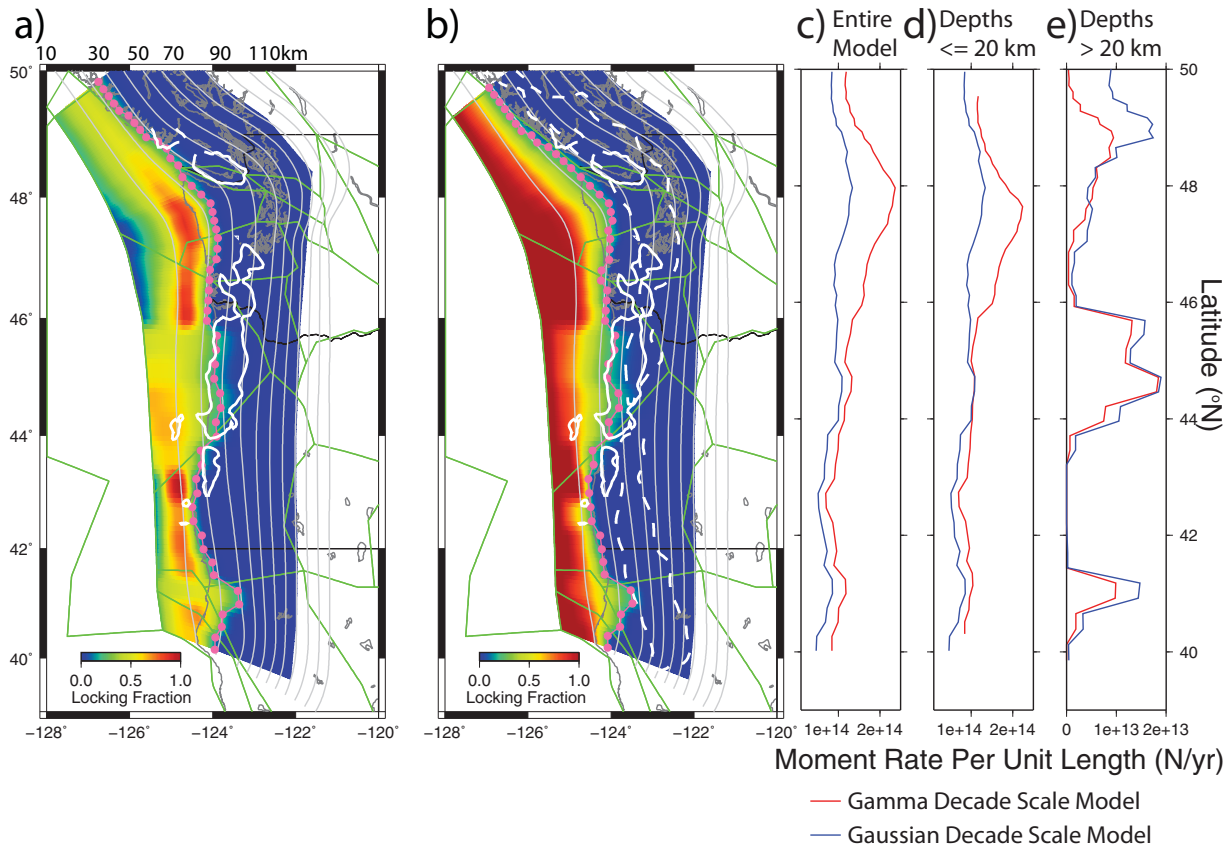 a)
10 30 50 70 90 110km
50˚
48˚
46˚
44˚
42˚
40˚
0.0 0.5 1.0
Locking Fraction
−128˚ −126˚ −124˚ −122˚ −120˚
b)
0.0 0.5 1.0
Locking Fraction
−128˚ −126˚ −124˚ −122˚ −120˚
c) Entire
Model
1e+14 2e+14
d) Depths
<= 20 km
1e+14 2e+14
e) Depths
> 20 km
50
48
46
44
42
40
Latitude (ºN)
0 1e+13 2e+13
Moment Rate Per Unit Length (N/yr)
Gamma Decade Scale Model
Gaussian Decade Scale Model